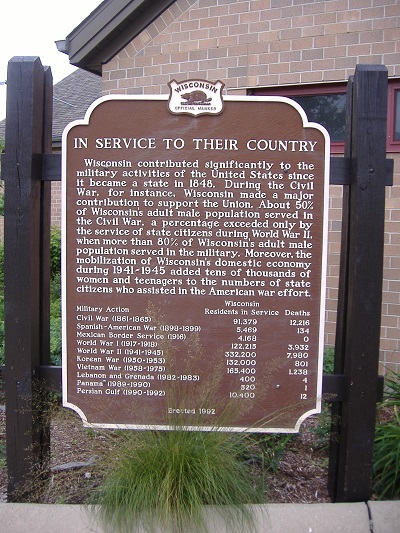 WISCONSIN
OFFICIAL MARKER
IN SERVICE TO THEIR COUNTRY
Wisconsin contributed significantly to the
military activities of the United States since
it became a state in 1848. During the Civil
War, for instance, Wisconsin made a major
contribution to support the Union. About 50%
of Wisconsin's adult male population served in
the Civil War, a percentage exceeded only by
the service of state citizens during World War II,
when more than 80% of Wisconsin's adult male
population served in the military. Moreover, the
mobilization of Wisconsin's domestic economy
during 1941-1945 added tens of thousands of
women and teenagers to the numbers of state
citizens who assisted in the American war effort.
Wisconsin
Military Action Residents in Service Deaths
Civil War (1861-1865) 91,379 12,216
Spanish-American War (1898-1899) 5,469 134
Mexican Border Service (1916) 4,168 0
World War I (1917-1918) 122,215 3,932
World War II (1941-1945) 332,200 7,980
Korean War (1950-1953) 132,000 801
Vietnam War (1958-1975) 165,400 1,238
Lebanon and Grenada (1982-1983) 400 4
Panama (1989-1990) 520 1
Persian Gulf (1990-1992) 10,400 12
Erected 1992